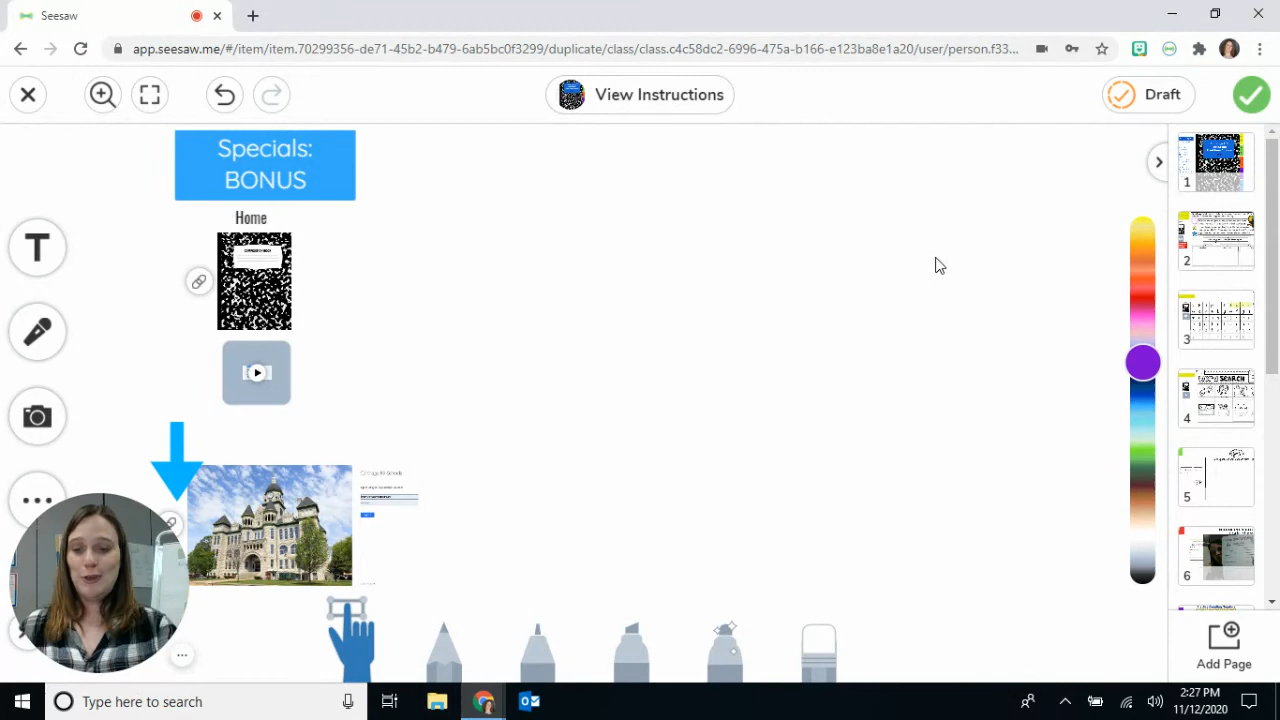 Seesaw
app.seesaw.me/#/item/item.70299356-de71-45b2-b479-6ab5bc0f3299/duplicate/class/class.c4c58dc2-6996-475a-b166-e123ba8e1a20/user/person.f33...
View Instructions
Draft
Specials:
BONUS
Home
T
1
2
SEARCH
3
4
5
6
Add Page
Type here to search
2:27 PM
11/12/2020